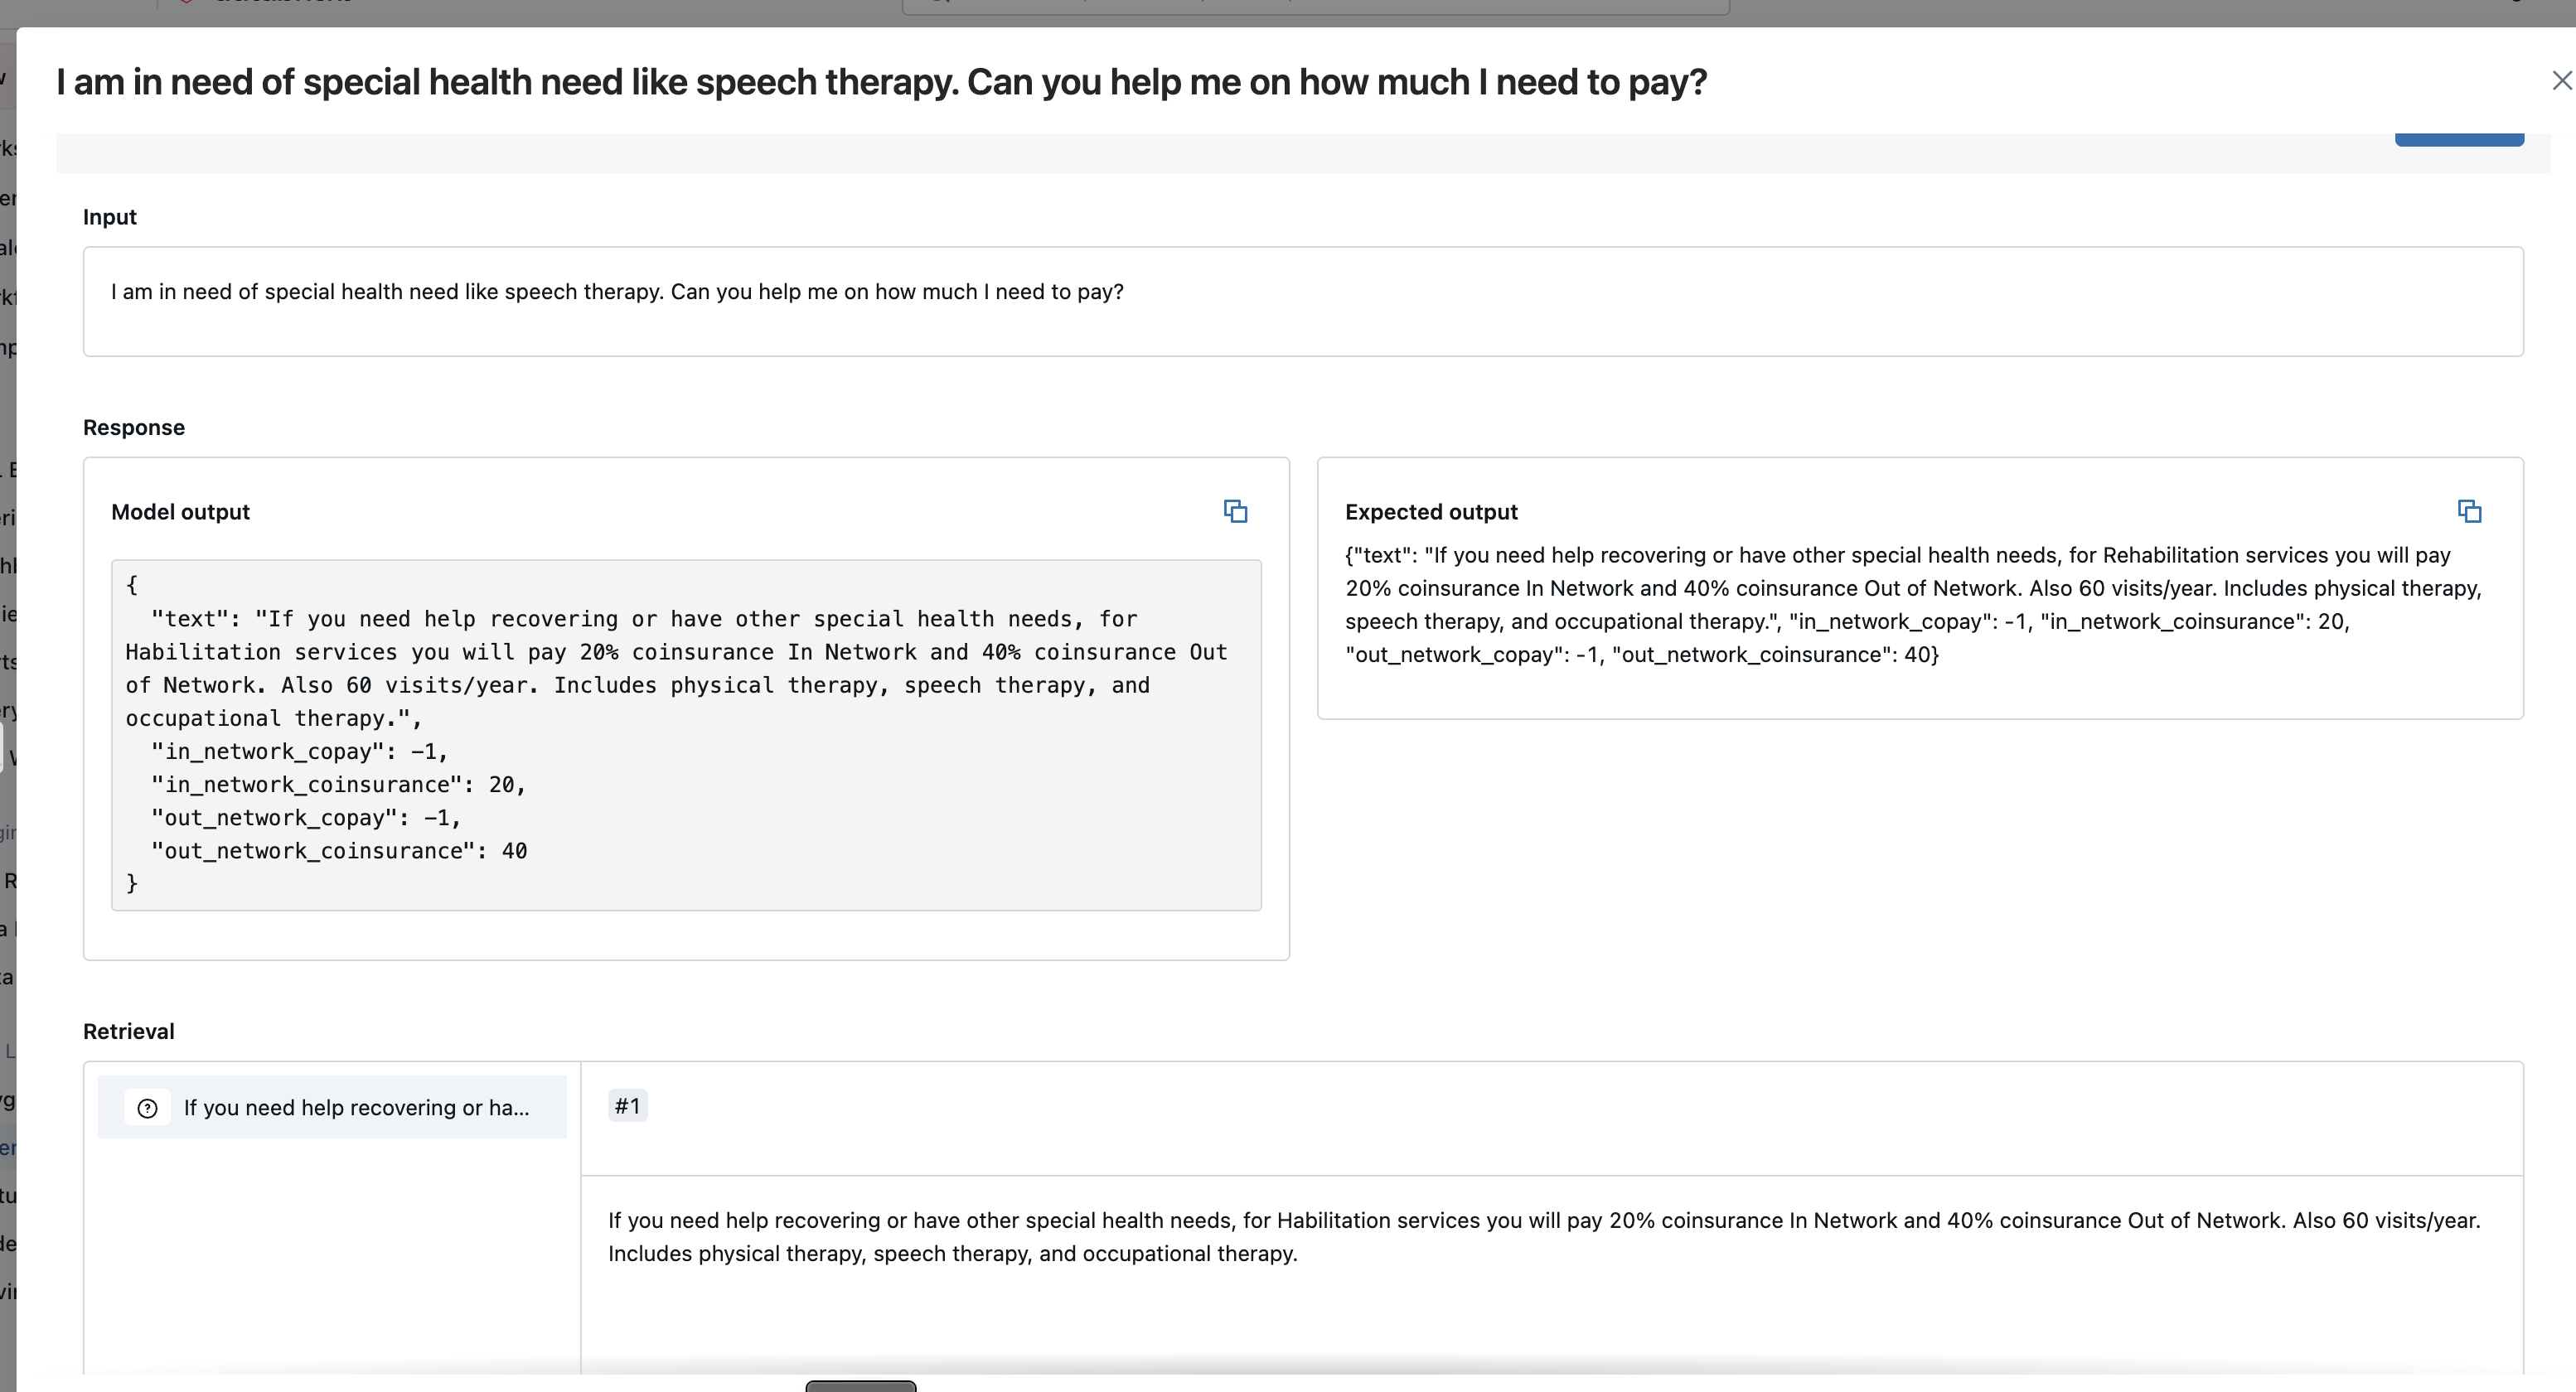 I am in need of special health need like speech therapy. Can you help me on how much I need to pay?
Input
I am in need of special health need like speech therapy. Can you help me on how much I need to pay?
Response
Model output
{
"text": "If you need help recovering or have other special health needs, for
Habilitation services you will pay 20% coinsurance In Network and 40% coinsurance Out
of Network. Also 60 visits/year. Includes physical therapy, speech therapy, and
occupational therapy.",
"in_network_copay": -1,
"in_network_coinsurance": 20,
"out_network_copay": -1,
"out_network_coinsurance": 40
}
Expected output
{"text": "If you need help recovering or have other special health needs, for Rehabilitation services you will pay
20% coinsurance In Network and 40% coinsurance Out of Network. Also 60 visits/year. Includes physical therapy,
speech therapy, and occupational therapy.", "in_network_copay": -1, "in_network_coinsurance": 20,
"out_network_copay": -1, "out_network_coinsurance": 40}
Retrieval
If you need help recovering or ha...
#1
If you need help recovering or have other special health needs, for Habilitation services you will pay 20% coinsurance In Network and 40% coinsurance Out of Network. Also 60 visits/year.
Includes physical therapy, speech therapy, and occupational therapy.